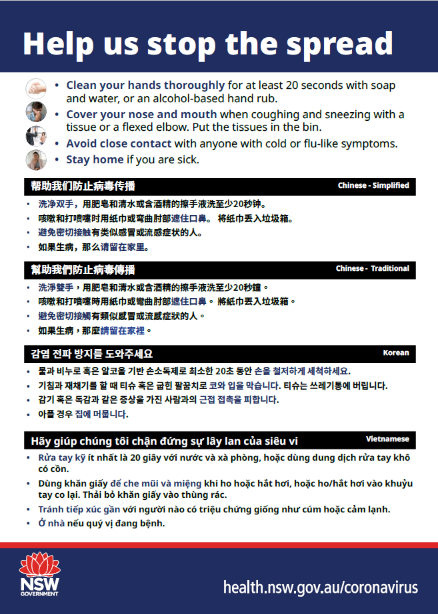 Help us stop the spread
• Clean your hands thoroughly for at least 20 seconds with soap
and water, or an alcohol-based hand rub.
• Cover your nose and mouth when coughing and sneezing with a
tissue or a flexed elbow. Put the tissues in the bin.
• Avoid close contact with anyone with cold or flu-like symptoms.
• Stay home if you are sick.
帮助我们防止病毒传播 Chinese - Simplified
• 洗净双手，用肥皂和清水或含酒精的擦手液洗至少20秒钟。
• 咳嗽和打喷嚏时用纸巾或弯曲肘部遮住口鼻。 将紙巾丢入垃圾箱。
• 避免密切接触有类似感冒或流感症状的人。
• 如果生病，那么请留在家里。
幫助我們防止病毒傳播 Chinese - Traditional
• 洗淨雙手，用肥皂和清水或含酒精的擦手液洗至少20秒鐘。
• 咳嗽和打噴嚏時用紙巾或彎曲肘部遮住口鼻。 將紙巾丟入垃圾箱。
• 避免密切接觸有類似感冒或流感症狀的人。
• 如果生病，那麼請留在家裡。
감염 전파 방지를 도와주세요 Korean
• 물과 비누로 혹은 알코올 기반 손소독제로 최소한 20초 동안 손을 철저하게 세척하세요.
• 기침과 재채기를 할 때 티슈 혹은 굽힌 팔꿈치로 코와 입을 막습니다. 티슈는 쓰레기통에 버립니다.
• 감기 혹은 독감과 같은 증상을 가진 사람과의 근접 접촉을 피합니다.
• 아플 경우 집에 머뭅니다.
Hãy giúp chúng tôi chặn đứng sự lây lan của siêu vi Vietnamese
• Rửa tay kỹ ít nhất là 20 giây với nước và xà phòng, hoặc dùng dung dịch rửa tay khô
có cồn.
• Dùng khăn giấy để che mũi và miệng khi ho hoặc hắt hơi, hoặc ho/hắt hơi vào khuỷu
tay co lại. Thải bỏ khăn giấy vào thùng rác.
• Tránh tiếp xúc gần với người nào có triệu chứng giống như cúm hoặc cảm lạnh.
• Ở nhà nếu quý vị đang bệnh.
NSW
GOVERNMENT
health.nsw.gov.au/coronavirus